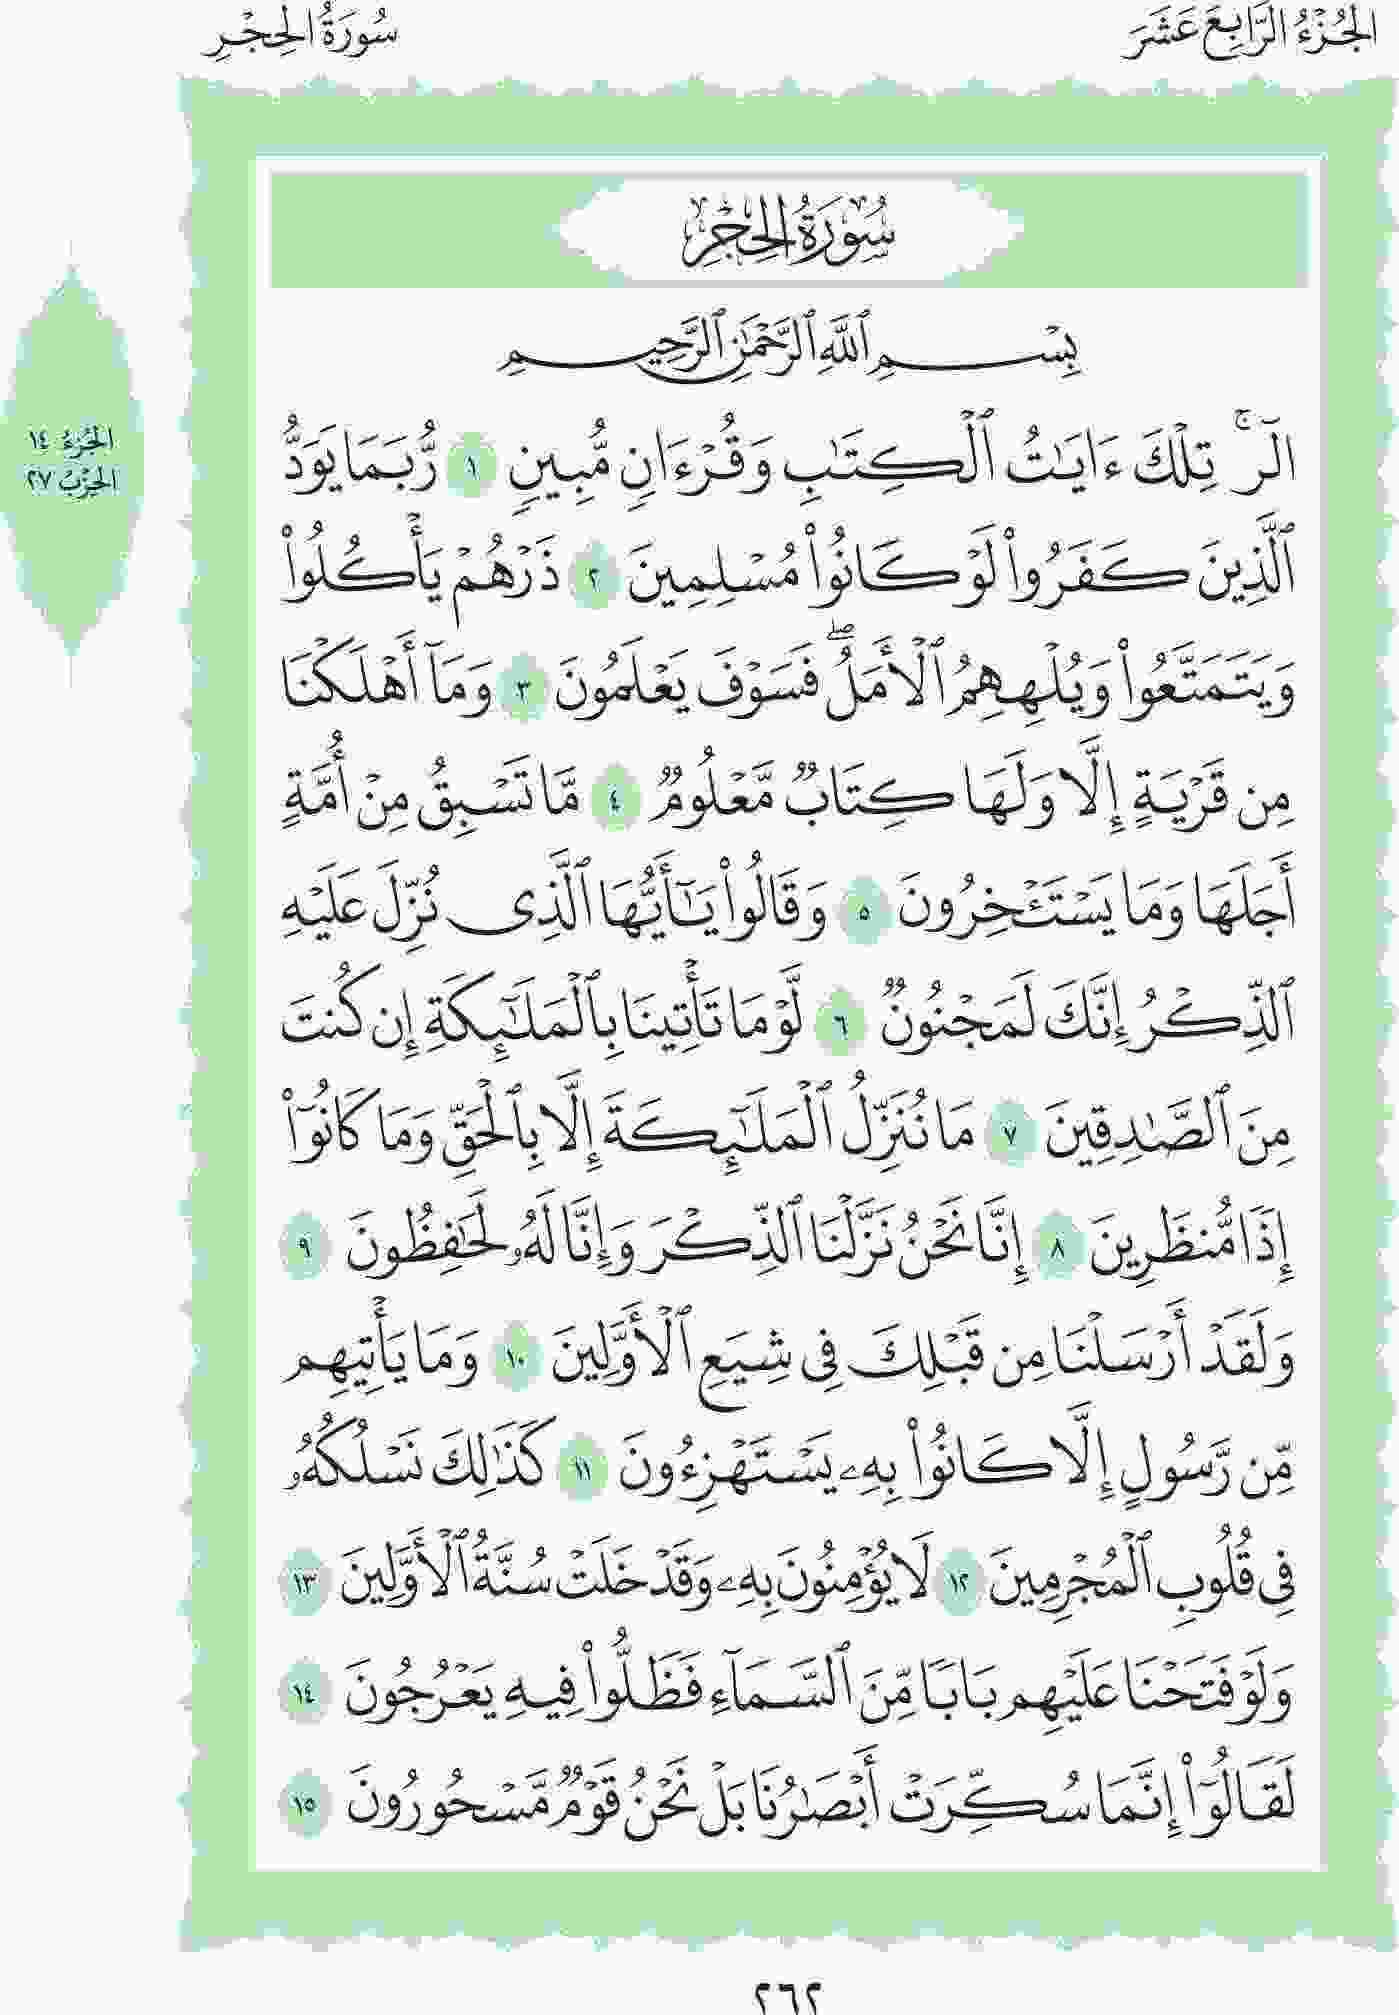 الجُزْءُ الرَّابِعَ عَشَرَ
سُورَةُ الحِجْرِ
سُورَةُ الحِجْرِ
بِسْمِ ٱللَّهِ ٱلرَّحْمَٰنِ ٱلرَّحِيمِ
الٓرۚ تِلْكَ ءَايَٰتُ ٱلْكِتَٰبِ وَقُرْءَانٍ مُّبِينٍ ١ رُّبَمَا يَوَدُّ
ٱلَّذِينَ كَفَرُوا۟ لَوْ كَانُوا۟ مُسْلِمِينَ ٢ ذَرْهُمْ يَأْكُلُوا۟
وَيَتَمَتَّعُوا۟ وَيُلْهِهِمُ ٱلْأَمَلُۖ فَسَوْفَ يَعْلَمُونَ ٣ وَمَآ أَهْلَكْنَا
مِن قَرْيَةٍ إِلَّا وَلَهَا كِتَابٌ مَّعْلُومٌ ٤ مَّا تَسْبِقُ مِنْ أُمَّةٍ
أَجَلَهَا وَمَا يَسْتَـْٔخِرُونَ ٥ وَقَالُوا۟ يَٰٓأَيُّهَا ٱلَّذِى نُزِّلَ عَلَيْهِ
ٱلذِّكْرُ إِنَّكَ لَمَجْنُونٌ ٦ لَّوْمَا تَأْتِينَا بِٱلْمَلَٰٓئِكَةِ إِن كُنتَ
مِنَ ٱلصَّٰدِقِينَ ٧ مَا نُنَزِّلُ ٱلْمَلَٰٓئِكَةَ إِلَّا بِٱلْحَقِّ وَمَا كَانُوٓا۟
إِذًا مُّنظَرِينَ ٨ إِنَّا نَحْنُ نَزَّلْنَا ٱلذِّكْرَ وَإِنَّا لَهُۥ لَحَٰفِظُونَ ٩
وَلَقَدْ أَرْسَلْنَا مِن قَبْلِكَ فِى شِيَعِ ٱلْأَوَّلِينَ ١٠ وَمَا يَأْتِيهِم
مِّن رَّسُولٍ إِلَّا كَانُوا۟ بِهِۦ يَسْتَهْزِءُونَ ١١ كَذَٰلِكَ نَسْلُكُهُۥ
فِى قُلُوبِ ٱلْمُجْرِمِينَ ١٢ لَا يُؤْمِنُونَ بِهِۦ وَقَدْ خَلَتْ سُنَّةُ ٱلْأَوَّلِينَ ١٣
وَلَوْ فَتَحْنَا عَلَيْهِم بَابًا مِّنَ ٱلسَّمَآءِ فَظَلُّوا۟ فِيهِ يَعْرُجُونَ ١٤
لَقَالُوٓا۟ إِنَّمَا سُكِّرَتْ أَبْصَٰرُنَا بَلْ نَحْنُ قَوْمٌ مَّسْحُورُونَ ١٥
الجُزْءُ ١٤
الحِزْبُ ٢٧
٢٦٢